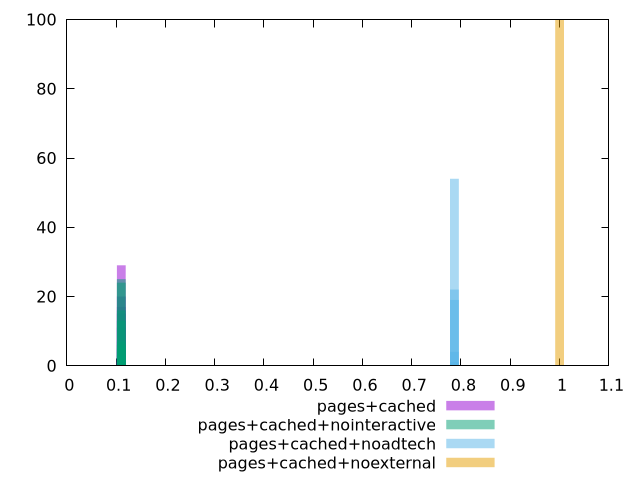 100
80
60
40
20
0
0 0.1 0.2 0.3 0.4 0.5 0.6 0.7 0.8 0.9 1 1.1
pages+cached
pages+cached+nointeractive
pages+cached+noadtech
pages+cached+noexternal